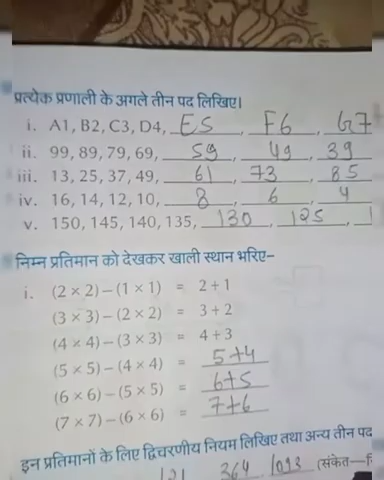 प्रत्येक प्रणाली के अगले तीन पद लिखिए।
i. A1, B2, C3, D4, E5, F6, G7
ii. 99, 89, 79, 69, 59, 49, 39
iii. 13, 25, 37, 49, 61, 73, 85
iv. 16, 14, 12, 10, 8, 6, 4
v. 150, 145, 140, 135, 130, 125,
निम्न प्रतिमान को देखकर खाली स्थान भरिए–
i. (2 × 2) – (1 × 1) = 2 + 1
(3 × 3) – (2 × 2) = 3 + 2
(4 × 4) – (3 × 3) = 4 + 3
(5 × 5) – (4 × 4) = 5+4
(6 × 6) – (5 × 5) = 6+5
(7 × 7) – (6 × 6) = 7+6
इन प्रतिमानों के लिए द्विचरणीय नियम लिखिए तथा अन्य तीन पद
121 364 1093 (संकेत–